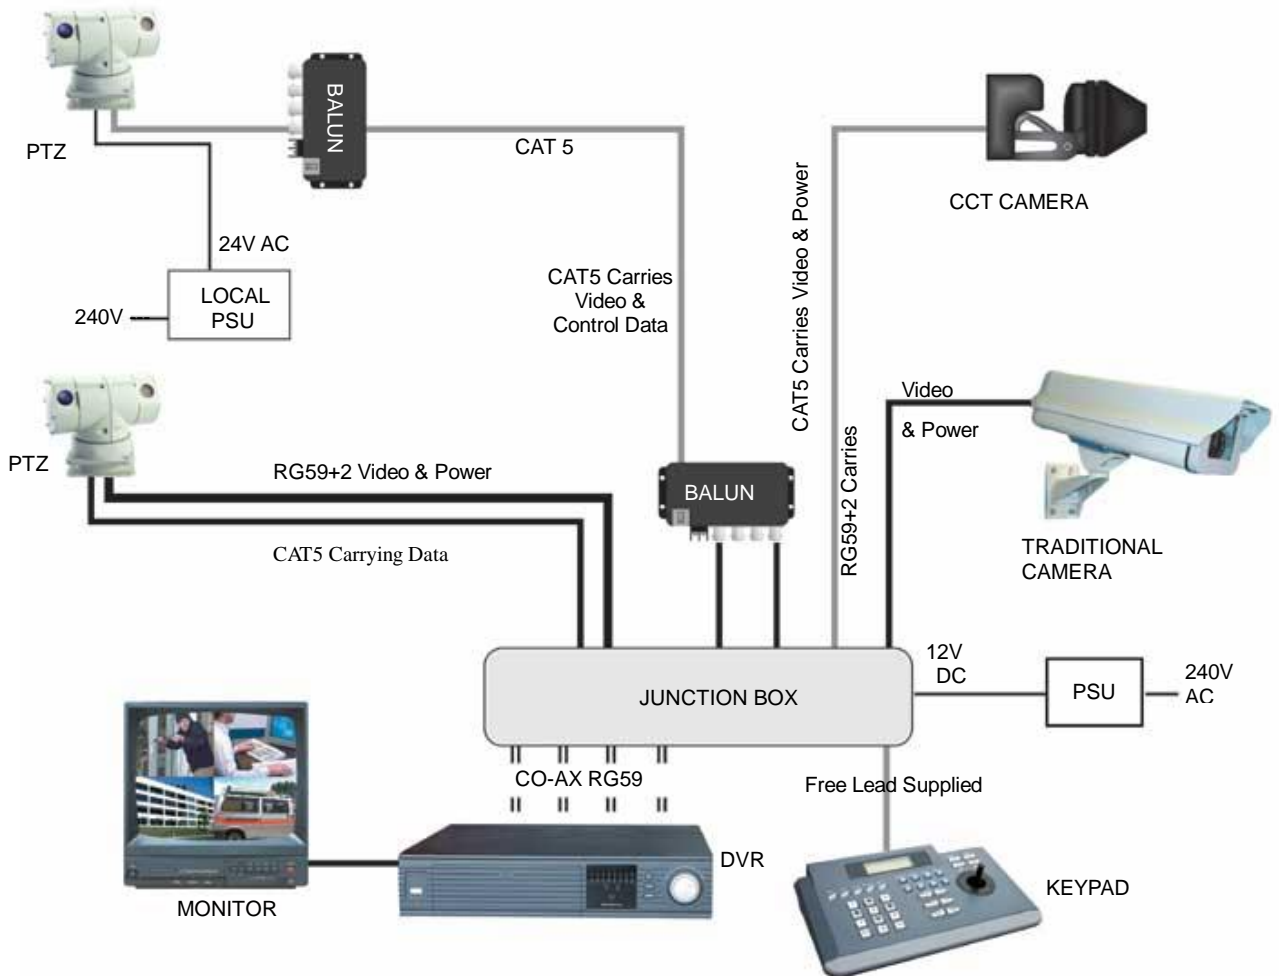 BALUN
CAT 5
PTZ
24V AC
LOCAL
PSU
240V
CAT5 Carries
Video &
Control Data
CAT5 Carries Video & Power
CCT CAMERA
PTZ
RG59+2 Video & Power
CAT5 Carrying Data
BALUN
RG59+2 Carries
Video
& Power
TRADITIONAL
CAMERA
JUNCTION BOX
12V
DC
PSU
240V
AC
CO-AX RG59
Free Lead Supplied
MONITOR
DVR
KEYPAD